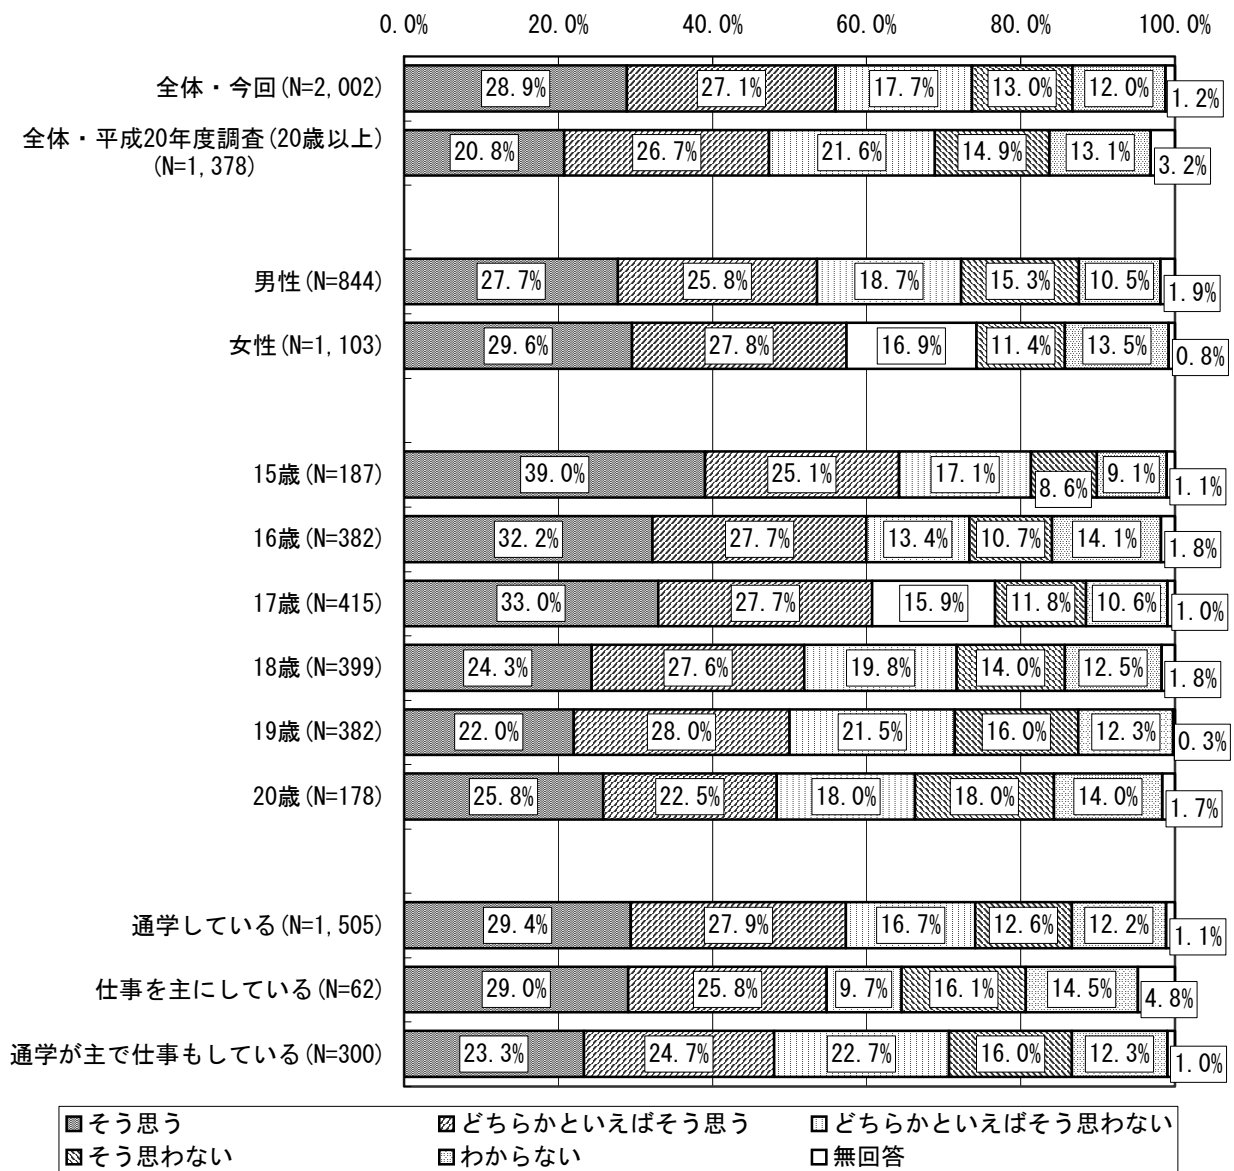 0.0% 20.0% 40.0% 60.0% 80.0% 100.0%
全体・今回(N=2,002) 28.9% 27.1% 17.7% 13.0% 12.0% 1.2%
全体・平成20年度調査(20歳以上)
(N=1,378) 20.8% 26.7% 21.6% 14.9% 13.1% 3.2%
男性(N=844) 27.7% 25.8% 18.7% 15.3% 10.5% 1.9%
女性(N=1,103) 29.6% 27.8% 16.9% 11.4% 13.5% 0.8%
15歳(N=187) 39.0% 25.1% 17.1% 8.6% 9.1% 1.1%
16歳(N=382) 32.2% 27.7% 13.4% 10.7% 14.1% 1.8%
17歳(N=415) 33.0% 27.7% 15.9% 11.8% 10.6% 1.0%
18歳(N=399) 24.3% 27.6% 19.8% 14.0% 12.5% 1.8%
19歳(N=382) 22.0% 28.0% 21.5% 16.0% 12.3% 0.3%
20歳(N=178) 25.8% 22.5% 18.0% 18.0% 14.0% 1.7%
通学している(N=1,505) 29.4% 27.9% 16.7% 12.6% 12.2% 1.1%
仕事を主にしている(N=62) 29.0% 25.8% 9.7% 16.1% 14.5% 4.8%
通学が主で仕事もしている(N=300) 23.3% 24.7% 22.7% 16.0% 12.3% 1.0%
そう思う どちらかといえばそう思う どちらかといえばそう思わない
そう思わない わからない 無回答